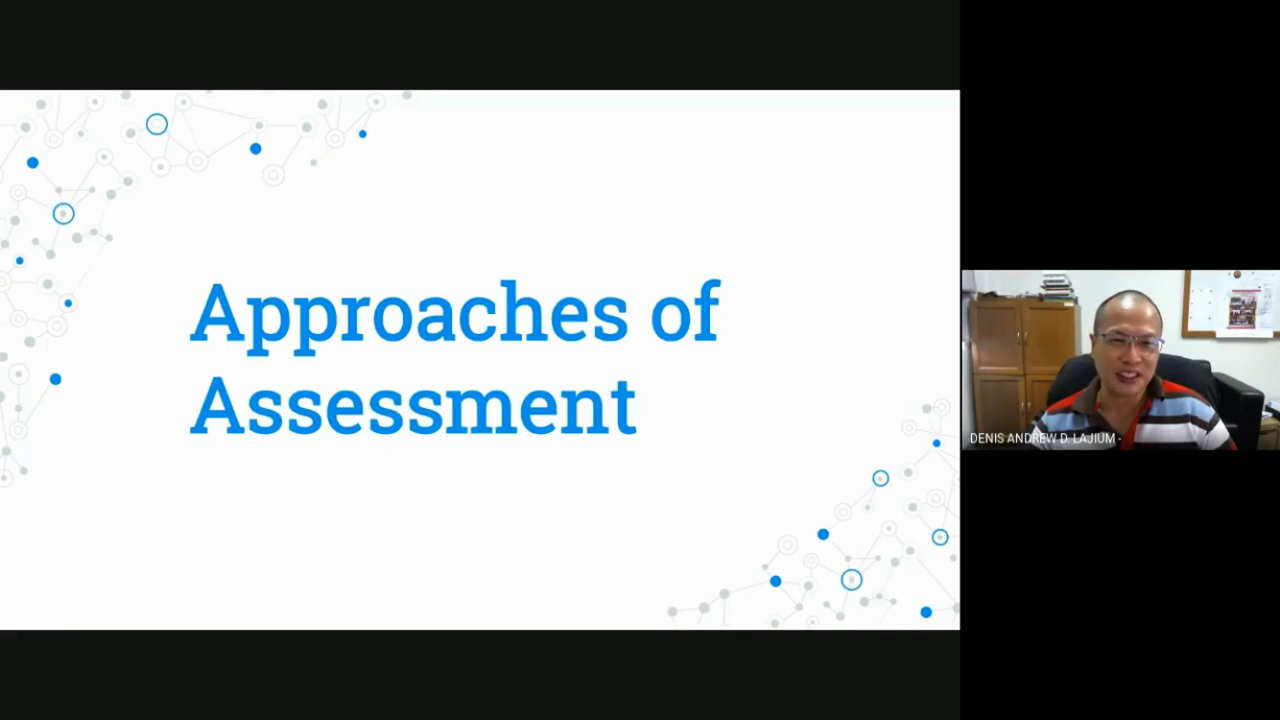 Approaches of
Assessment
DENIS ANDREW D. LAJIUM -